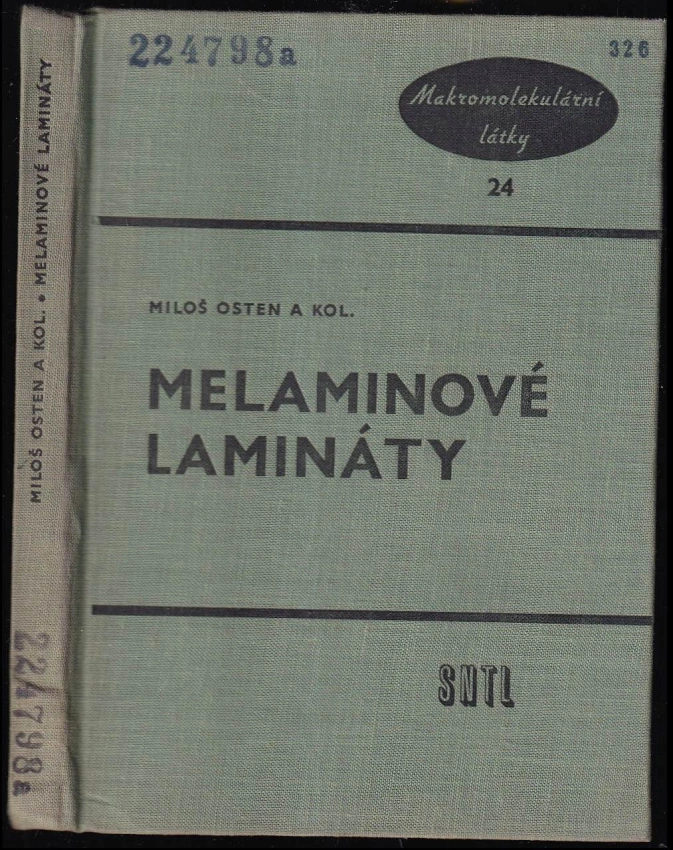 MILOŠ OSTEN A KOL. • MELAMINOVÉ LAMINÁTY
224798a
224798a
326
Makromolekulární
látky
24
MILOŠ OSTEN A KOL.
MELAMINOVÉ
LAMINÁTY
SNTL